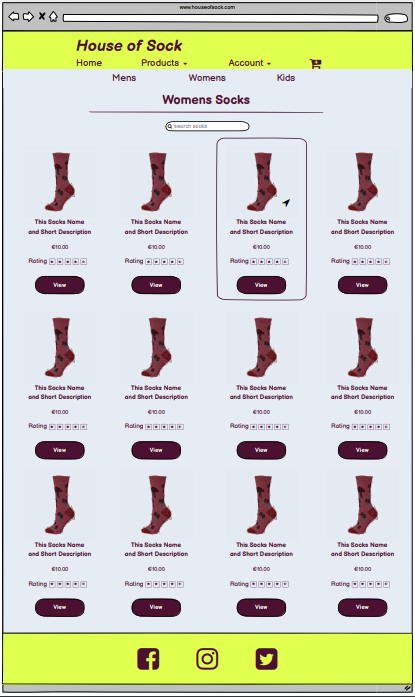 www.houseofsock.com
House of Sock
Home Products Account
Mens Womens Kids
Womens Socks
search socks
This Socks Name This Socks Name This Socks Name This Socks Name
and Short Description and Short Description and Short Description and Short Description
€10.00 €10.00 €10.00 €10.00
Rating Rating Rating Rating
View View View View
This Socks Name This Socks Name This Socks Name This Socks Name
and Short Description and Short Description and Short Description and Short Description
€10.00 €10.00 €10.00 €10.00
Rating Rating Rating Rating
View View View View
This Socks Name This Socks Name This Socks Name This Socks Name
and Short Description and Short Description and Short Description and Short Description
€10.00 €10.00 €10.00 €10.00
Rating Rating Rating Rating
View View View View